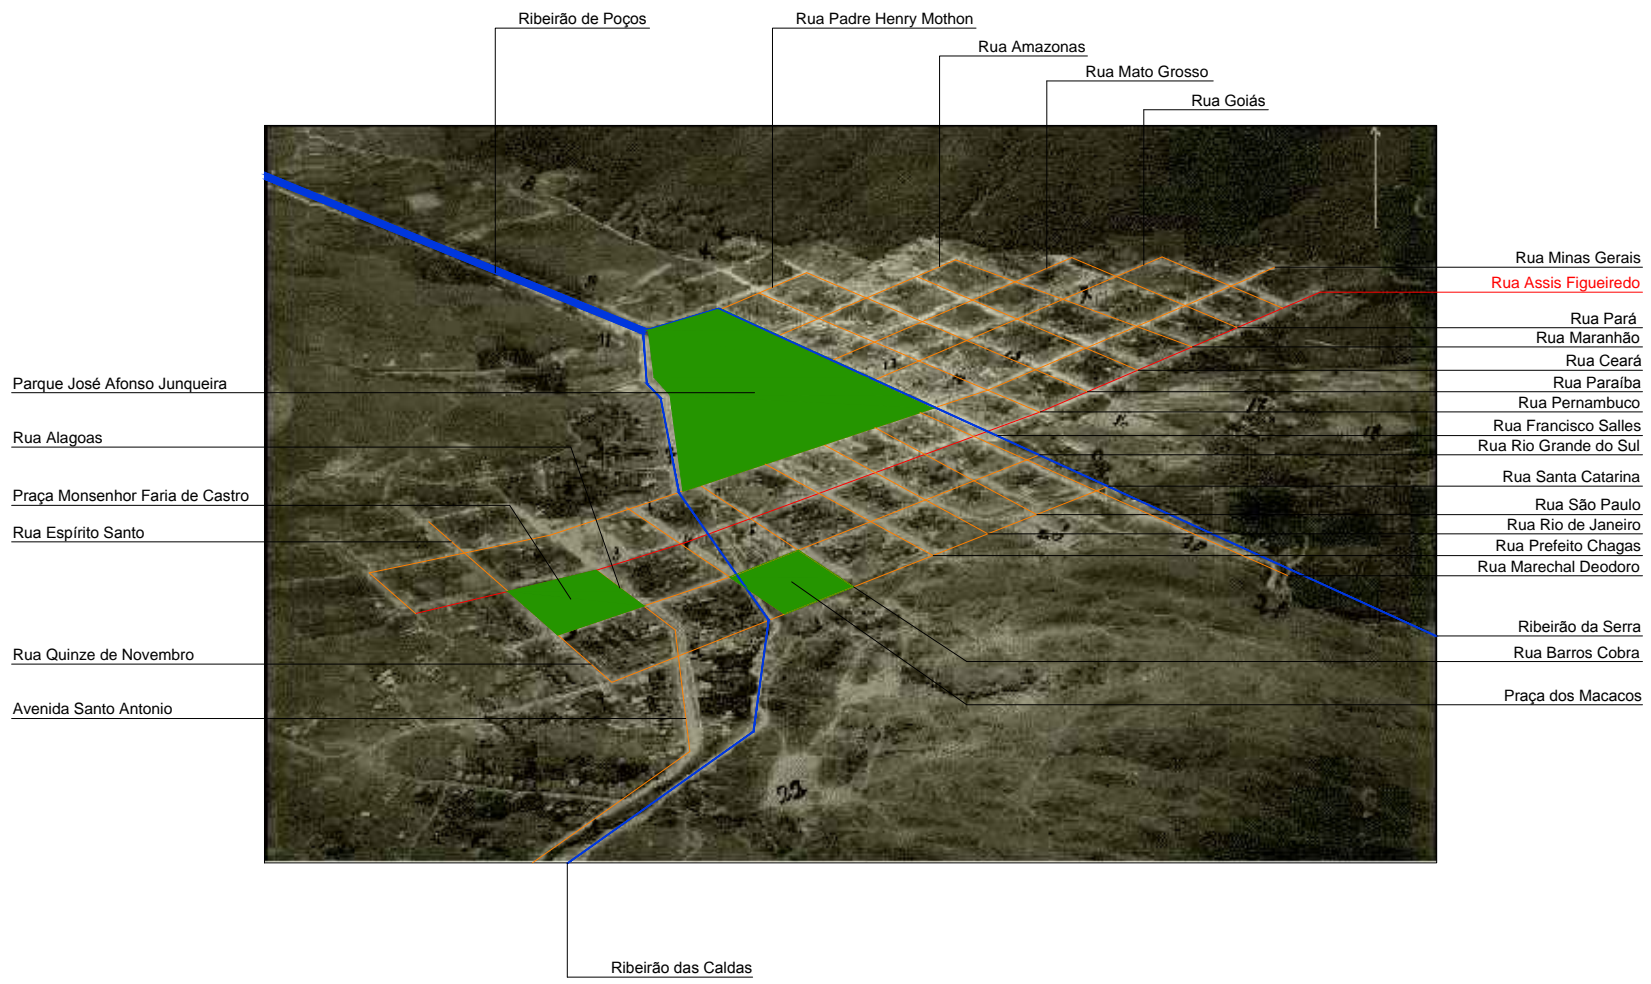 Ribeirão de Poços
Rua Padre Henry Mothon
Rua Amazonas
Rua Mato Grosso
Rua Goiás
Rua Minas Gerais
Rua Assis Figueiredo
Rua Pará
Rua Maranhão
Rua Ceará
Rua Paraíba
Rua Pernambuco
Rua Francisco Salles
Rua Rio Grande do Sul
Rua Santa Catarina
Rua São Paulo
Rua Rio de Janeiro
Rua Prefeito Chagas
Rua Marechal Deodoro
Ribeirão da Serra
Rua Barros Cobra
Praça dos Macacos
Parque José Afonso Junqueira
Rua Alagoas
Praça Monsenhor Faria de Castro
Rua Espírito Santo
Rua Quinze de Novembro
Avenida Santo Antonio
22
Ribeirão das Caldas